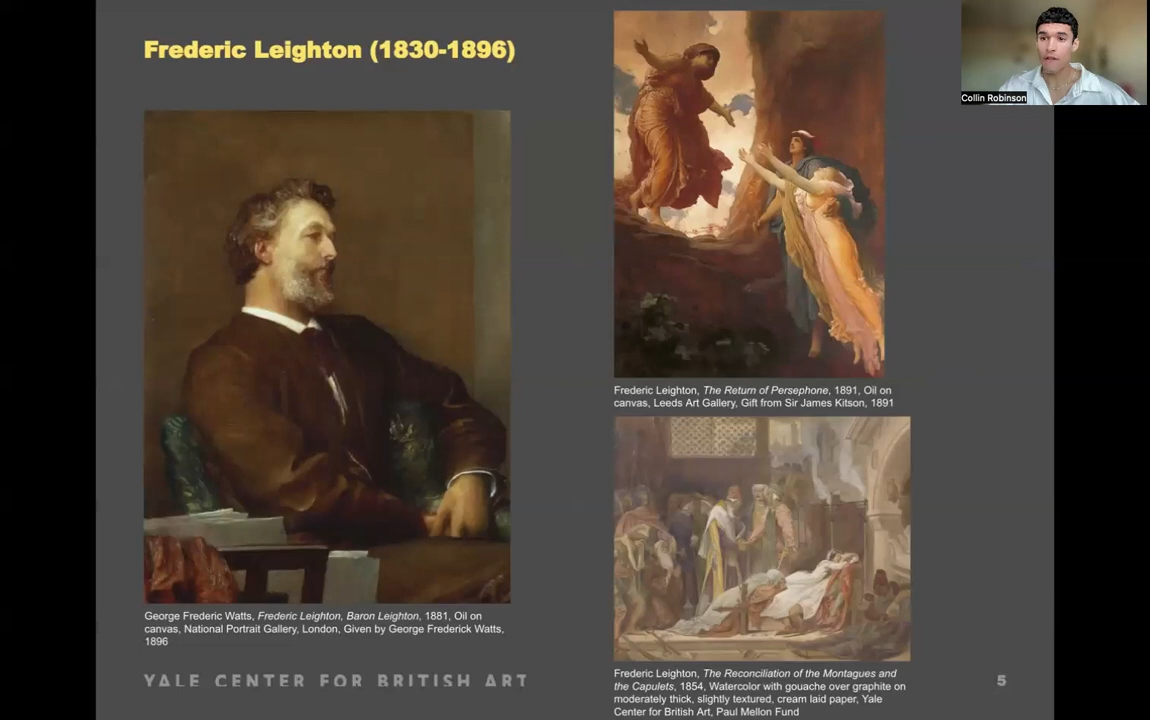 Frederic Leighton (1830-1896)
George Frederic Watts, Frederic Leighton, Baron Leighton, 1881, Oil on
canvas, National Portrait Gallery, London, Given by George Frederick Watts,
1896
YALE CENTER FOR BRITISH ART
Frederic Leighton, The Return of Persephone, 1891, Oil on
canvas, Leeds Art Gallery, Gift from Sir James Kitson, 1891
Frederic Leighton, The Reconciliation of the Montagues and
the Capulets, 1854, Watercolor with gouache over graphite on
moderately thick, slightly textured, cream laid paper, Yale
Center for British Art, Paul Mellon Fund
5
Collin Robinson